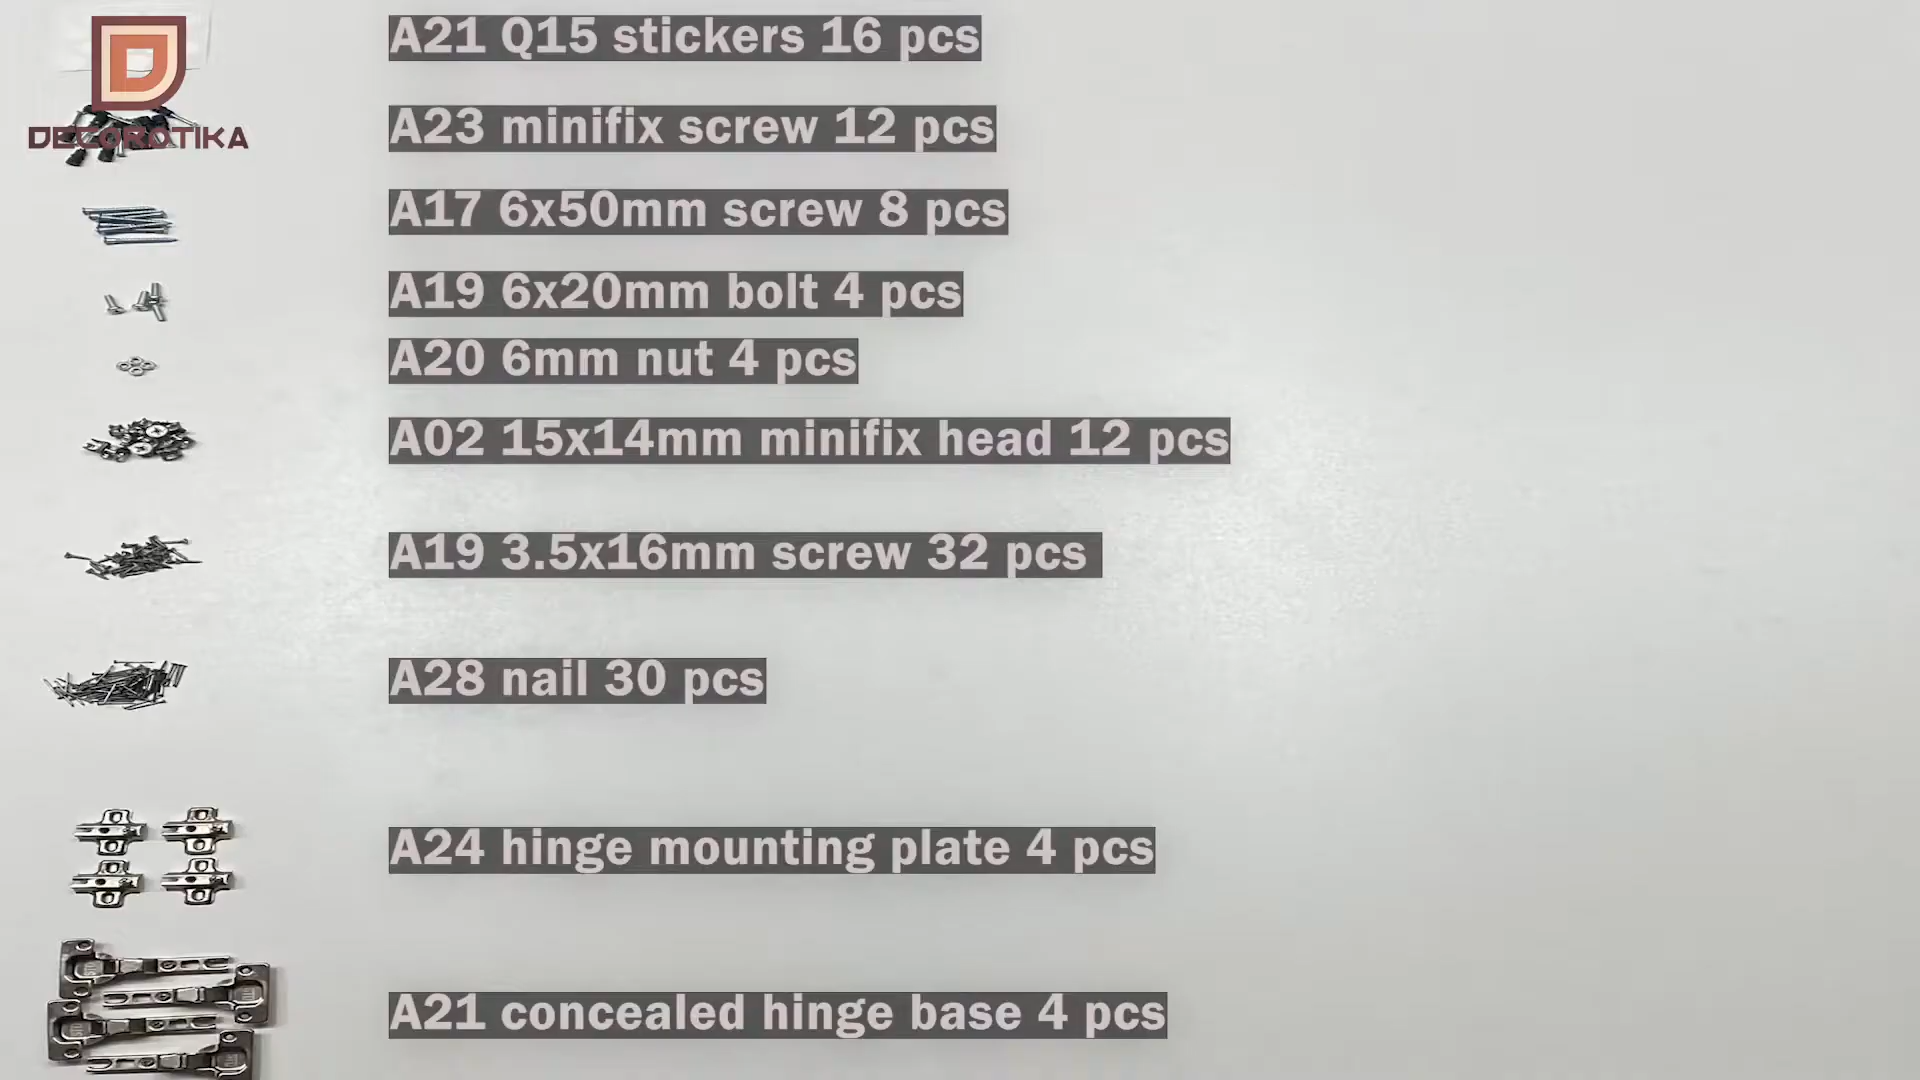 DECOROTIKA
A21 Q15 stickers 16 pcs
A23 minifix screw 12 pcs
A17 6x50mm screw 8 pcs
A19 6x20mm bolt 4 pcs
A20 6mm nut 4 pcs
A02 15x14mm minifix head 12 pcs
A19 3.5x16mm screw 32 pcs
A28 nail 30 pcs
A24 hinge mounting plate 4 pcs
A21 concealed hinge base 4 pcs